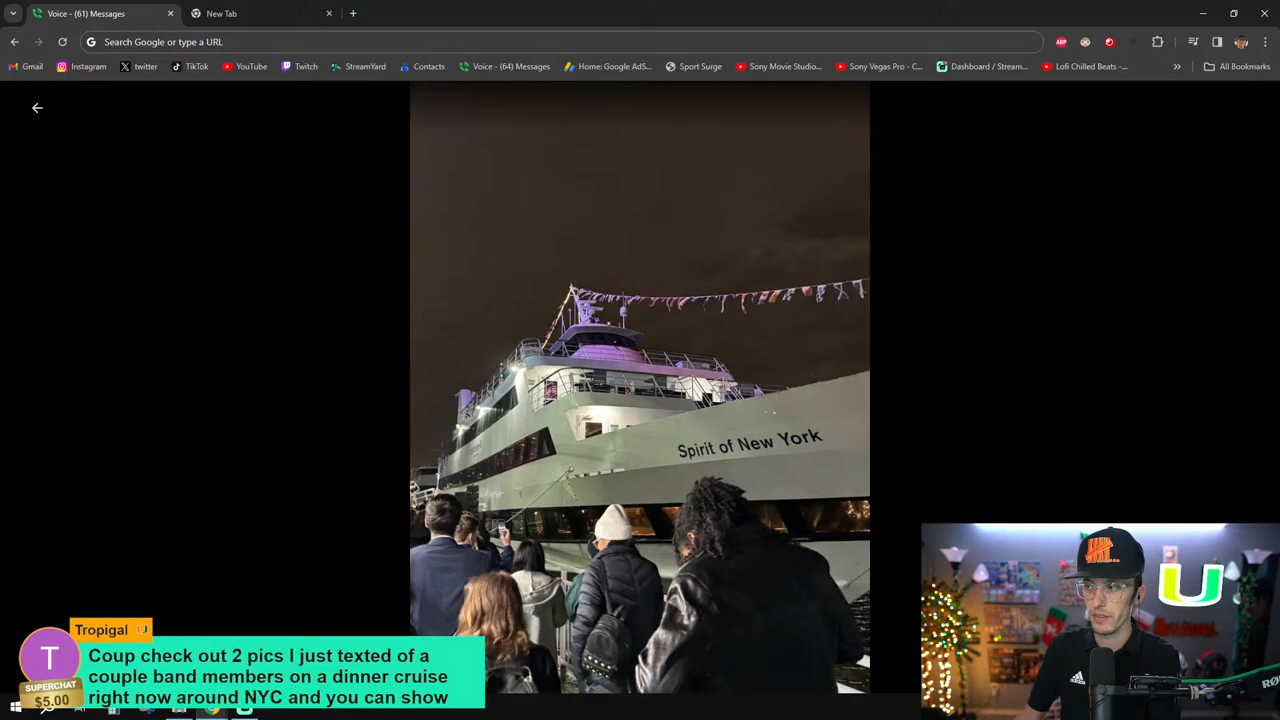 Voice - (61) Messages
New Tab
Search Google or type a URL
Gmail
Instagram
twitter
TikTok
YouTube
Twitch
StreamYard
Contacts
Voice - (64) Messages
Home: Google AdS...
Sport Surge
Sony Movie Studio...
Sony Vegas Pro - C...
Dashboard / Stream...
Lofi Chilled Beats -...
All Bookmarks
Spirit of New York
Tropigal U
T
Coup check out 2 pics I just texted of a
couple band members on a dinner cruise
right now around NYC and you can show
SUPERCHAT
$5.00
U
adidas